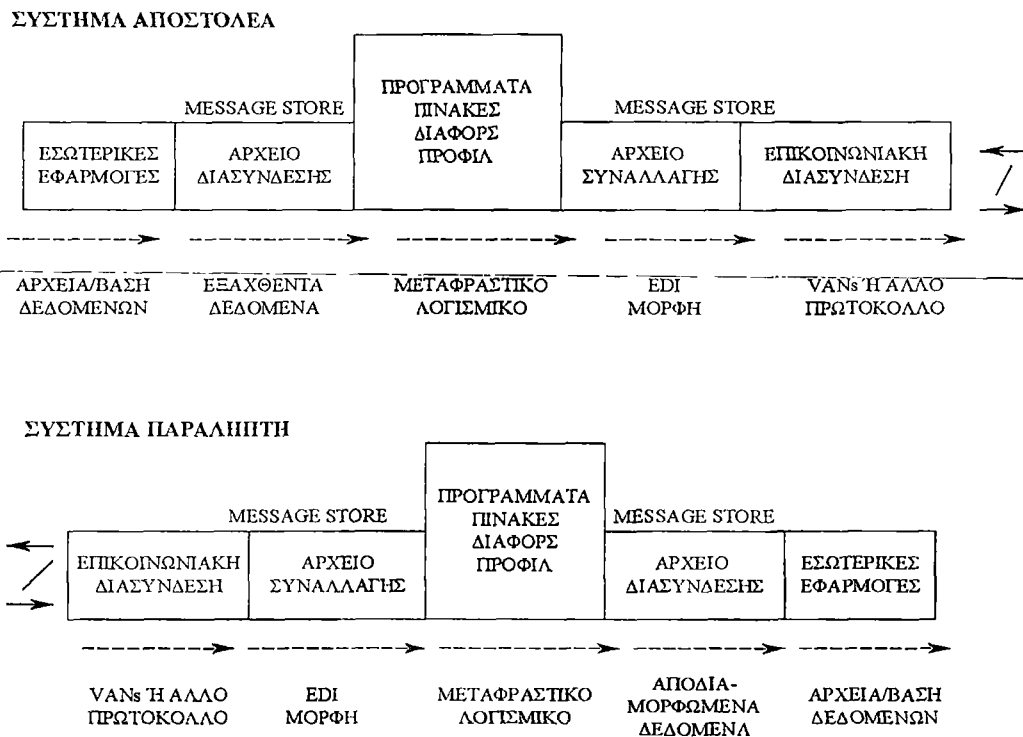 ΣΥΣΤΗΜΑ ΑΠΟΣΤΟΛΕΑ
MESSAGE STORE
MESSAGE STORE
ΕΣΩΤΕΡΙΚΕΣ
ΕΦΑΡΜΟΓΕΣ
ΑΡΧΕΙΟ
ΔΙΑΣΥΝΔΕΣΗΣ
ΠΡΟΓΡΑΜΜΑΤΑ
ΠΙΝΑΚΕΣ
ΔΙΑΦΟΡΣ
ΠΡΟΦΙΛ
ΑΡΧΕΙΟ
ΣΥΝΑΛΛΑΓΗΣ
ΕΠΙΚΟΙΝΩΝΙΑΚΗ
ΔΙΑΣΥΝΔΕΣΗ
ΑΡΧΕΙΑ/ΒΑΣΗ
ΔΕΔΟΜΕΝΩΝ
ΕΞΑΧΘΕΝΤΑ
ΔΕΔΟΜΕΝΑ
ΜΕΤΑΦΡΑΣΤΙΚΟ
ΛΟΓΙΣΜΙΚΟ
EDI
ΜΟΡΦΗ
VANs Ή ΑΛΛΟ
ΠΡΩΤΟΚΟΛΛΟ
ΣΥΣΤΗΜΑ ΠΑΡΑΛΗΠΤΗ
MESSAGE STORE
MESSAGE STORE
ΕΠΙΚΟΙΝΩΝΙΑΚΗ
ΔΙΑΣΥΝΔΕΣΗ
ΑΡΧΕΙΟ
ΣΥΝΑΛΛΑΓΗΣ
ΠΡΟΓΡΑΜΜΑΤΑ
ΠΙΝΑΚΕΣ
ΔΙΑΦΟΡΣ
ΠΡΟΦΙΛ
ΑΡΧΕΙΟ
ΔΙΑΣΥΝΔΕΣΗΣ
ΕΣΩΤΕΡΙΚΕΣ
ΕΦΑΡΜΟΓΕΣ
VANs Ή ΑΛΛΟ
ΠΡΩΤΟΚΟΛΛΟ
EDI
ΜΟΡΦΗ
ΜΕΤΑΦΡΑΣΤΙΚΟ
ΛΟΓΙΣΜΙΚΟ
ΑΠΟΔΙΑ-
ΜΟΡΦΩΜΕΝΑ
ΔΕΔΟΜΕΝΑ
ΑΡΧΕΙΑ/ΒΑΣΗ
ΔΕΔΟΜΕΝΩΝ